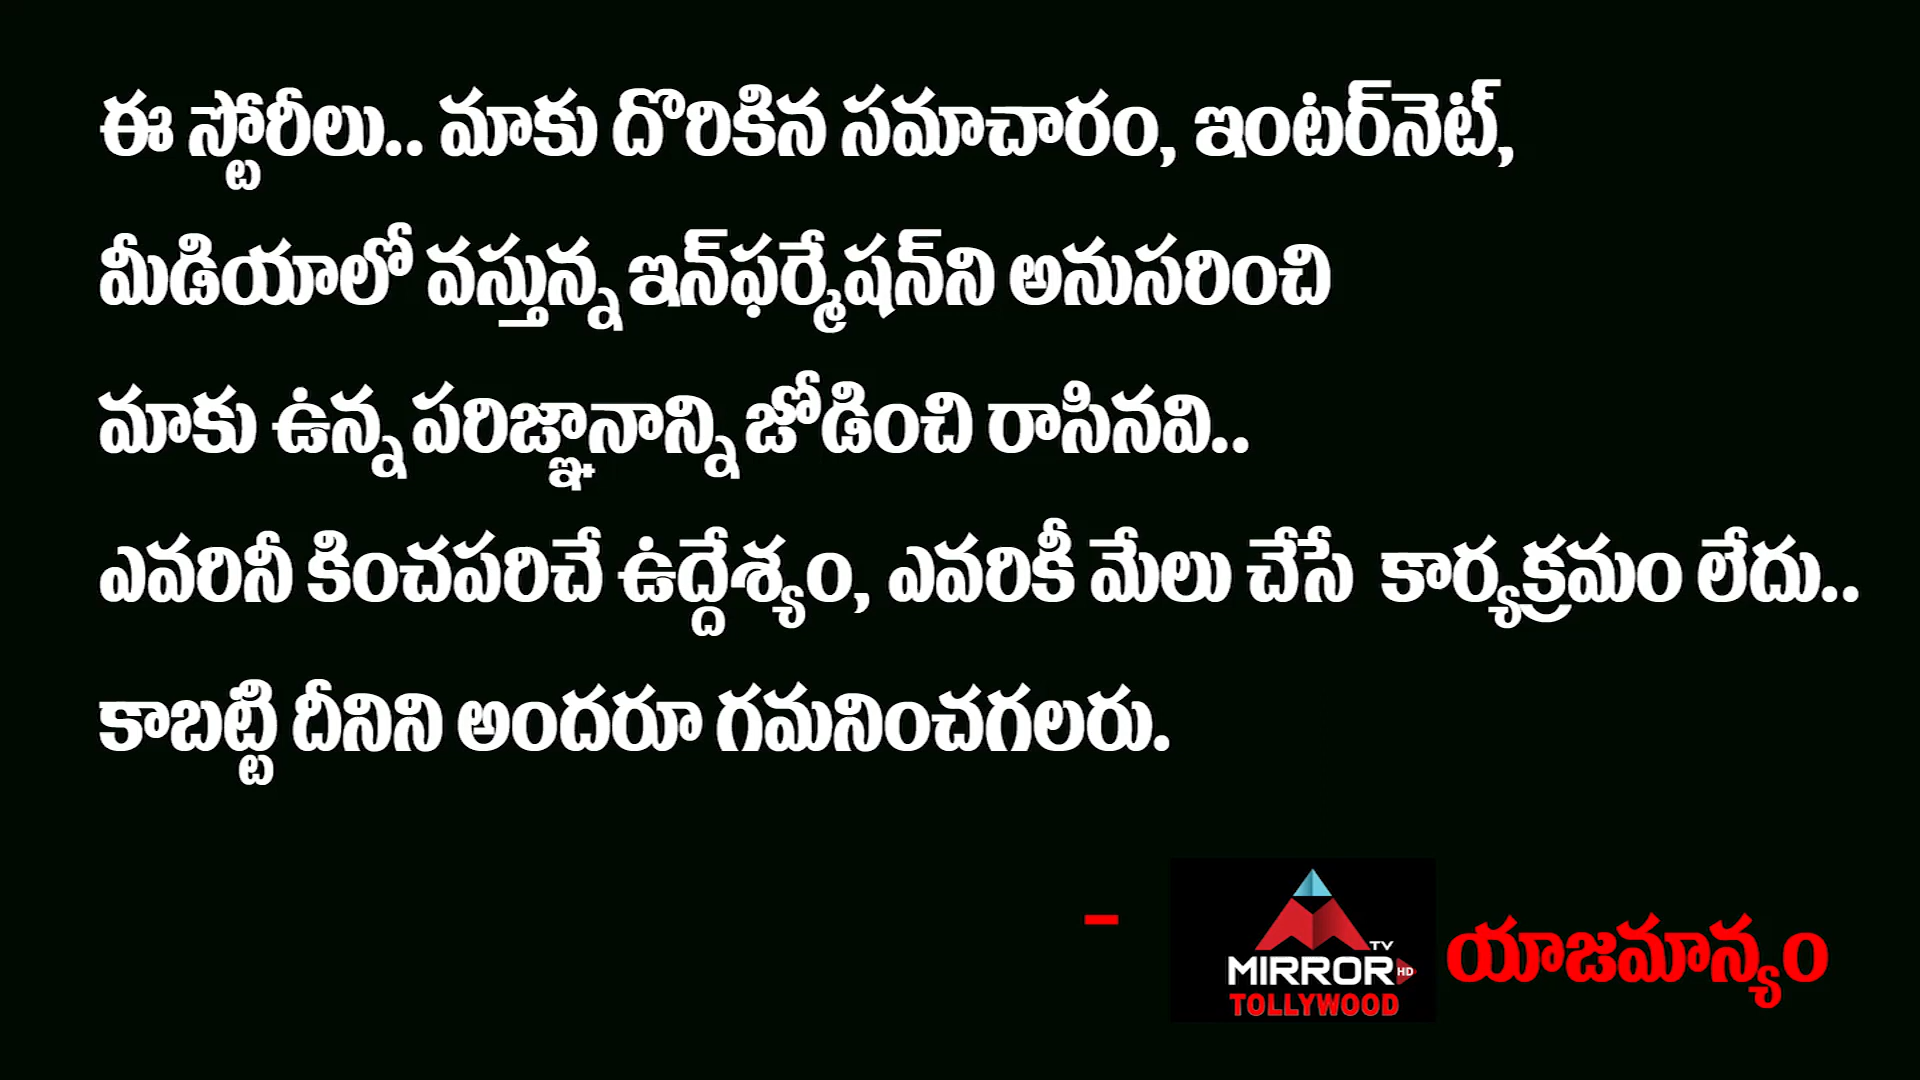 ఈ స్టోరీలు.. మాకు దొరికిన సమాచారం, ఇంటర్‌నెట్,
మీడియాలో వస్తున్న ఇన్‌ఫర్మేషన్‌ని అనుసరించి
మాకు ఉన్న పరిజ్ఞానాన్ని జోడించి రాసినవి..
ఎవరినీ కించపరిచే ఉద్దేశ్యం, ఎవరికీ మేలు చేసే కార్యక్రమం లేదు..
కాబట్టి దీనిని అందరూ గమనించగలరు.
- TV MIRROR HD TOLLYWOOD యాజమాన్యం